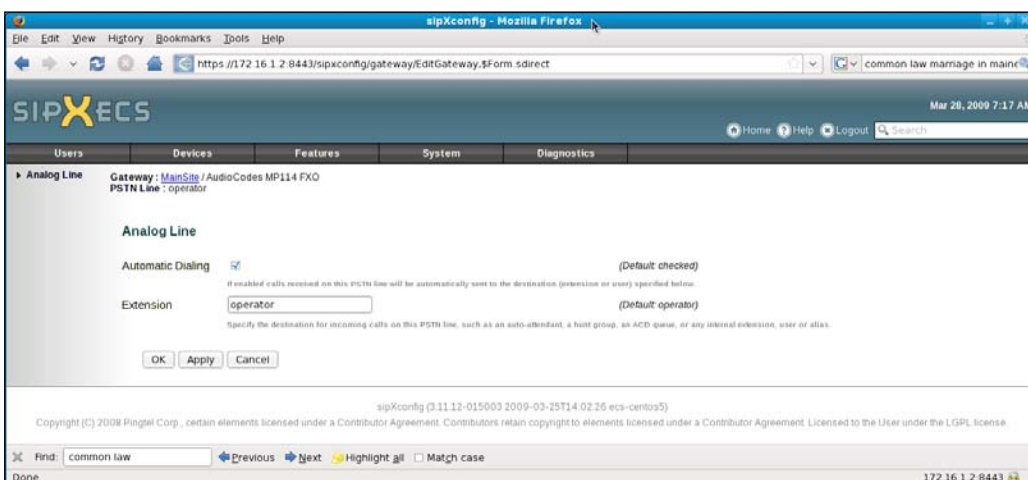 sipXconfig - Mozilla Firefox
File Edit View History Bookmarks Tools Help
https://172.16.1.2:8443/sipxconfig/gateway/EditGateway,$Form.sdirect
common law marriage in maine
sipXecs
Mar 28, 2009 7:17 AM
Home Help Logout Search
Users Devices Features System Diagnostics
Analog Line
Gateway : MainSite / AudioCodes MP114 FXO
PSTN Line : operator
Analog Line
Automatic Dialing (Default: checked)
If enabled calls received on this PSTN line will be automatically sent to the destination (extension or user) specified below.
Extension operator (Default: operator)
Specify the destination for incoming calls on this PSTN line, such as an auto-attendant, a hunt group, an ACD queue, or any internal extension, user or alias.
OK Apply Cancel
sipXconfig (3.11.12-015003 2009-03-25T14:02:26 ecs-centos5)
Copyright (C) 2008 Pingtel Corp., certain elements licensed under a Contributor Agreement. Contributors retain copyright to elements licensed under a Contributor Agreement. Licensed to the User under the LGPL license.
Find: common law Previous Next Highlight all Match case
Done 172.16.1.2:8443